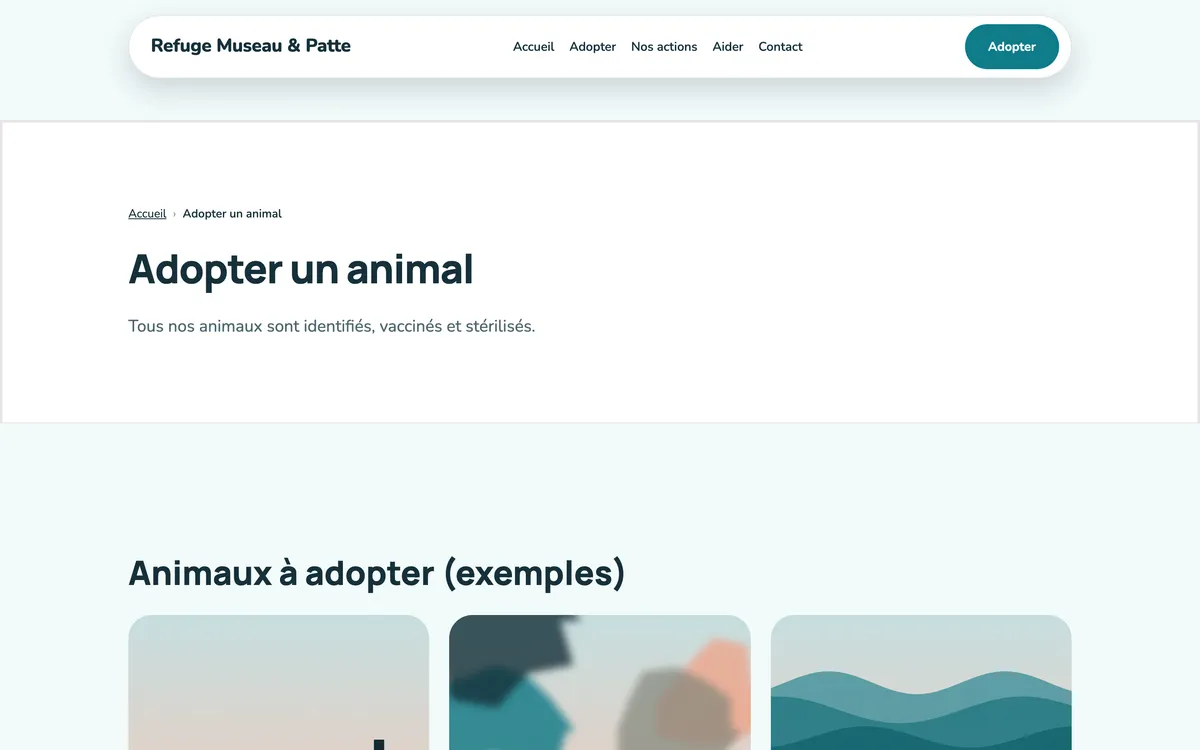 Refuge Museau & Patte
Accueil Adopter Nos actions Aider Contact
Adopter
Accueil › Adopter un animal
Adopter un animal
Tous nos animaux sont identifiés, vaccinés et stérilisés.
Animaux à adopter (exemples)